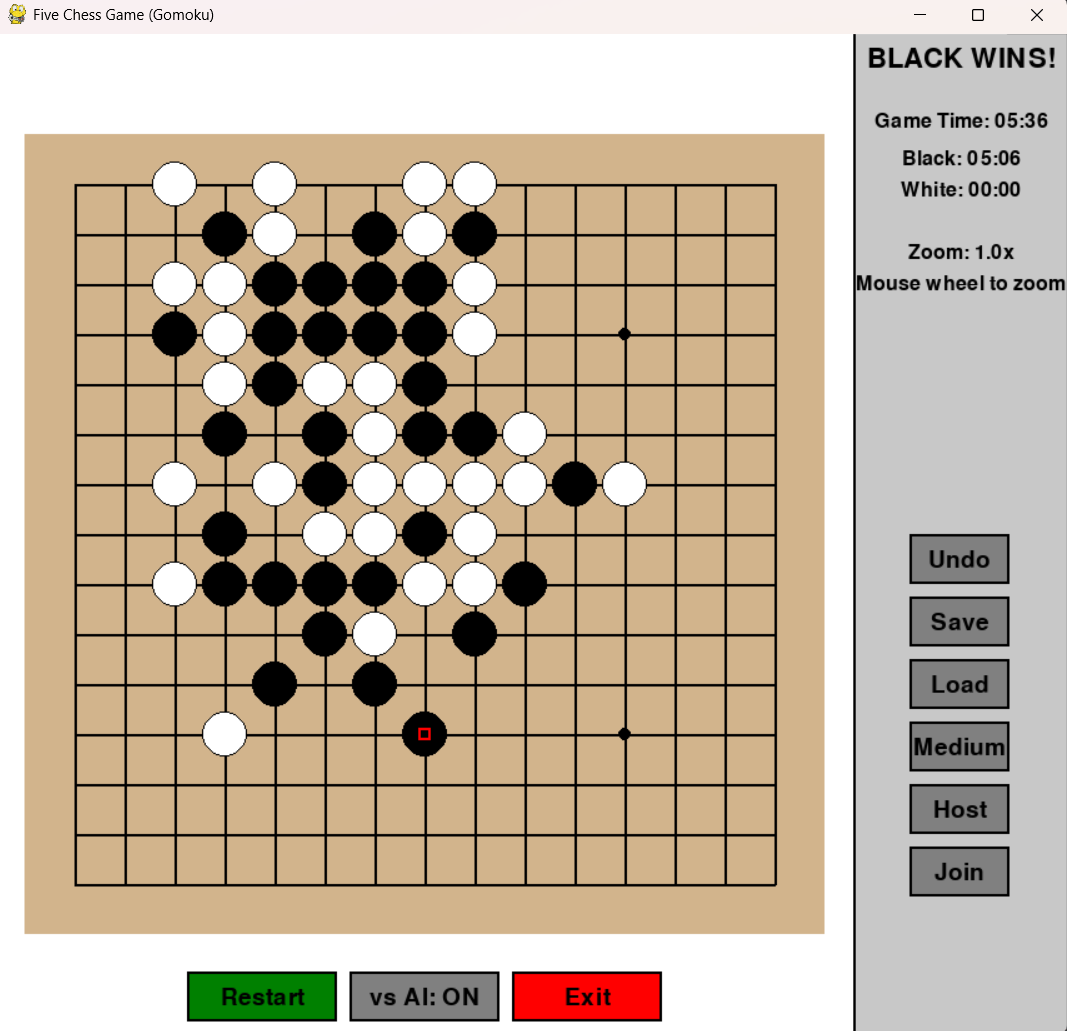 Five Chess Game (Gomoku)
BLACK WINS!
Game Time: 05:36
Black: 05:06
White: 00:00
Zoom: 1.0x
Mouse wheel to zoom
Undo
Save
Load
Medium
Host
Join
Restart
vs AI: ON
Exit